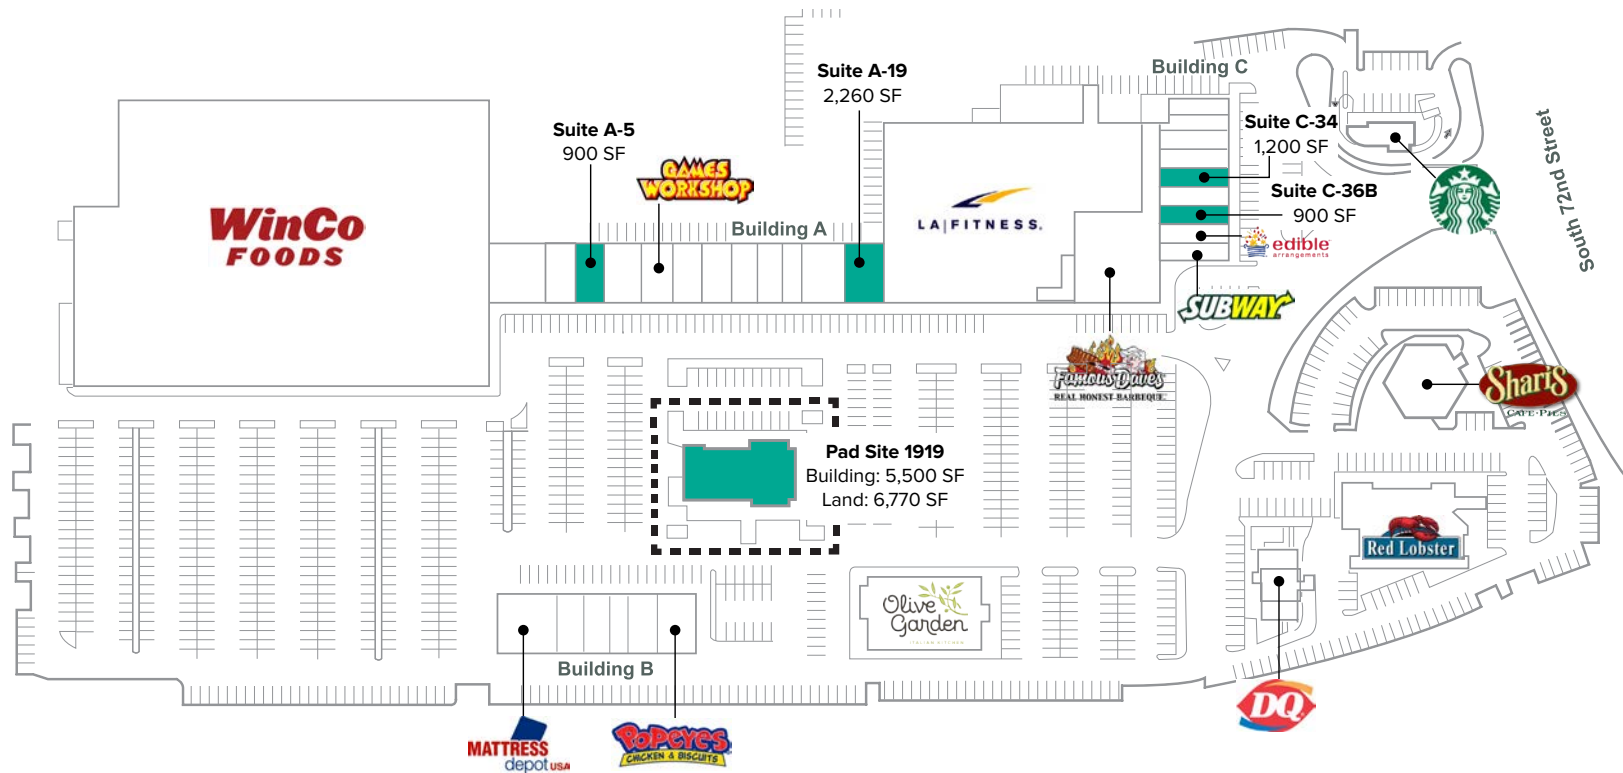 Building C
Suite A-19
2,260 SF
Suite A-5
900 SF
Suite C-34
1,200 SF
GAMES
WORKSHOP
Suite C-36B
900 SF
South 72nd Street
WinCo
FOODS
LA|FITNESS.
Building A
edible
arrangements
SUBWAY
Famous Dave's
REAL HONEST BARBEQUE
Sharis
CAFE·PIES
Pad Site 1919
Building: 5,500 SF
Land: 6,770 SF
Red Lobster
Olive
Garden
ITALIAN KITCHEN
Building B
DQ
MATTRESS
depot USA
POPEYES
CHICKEN & BISCUITS